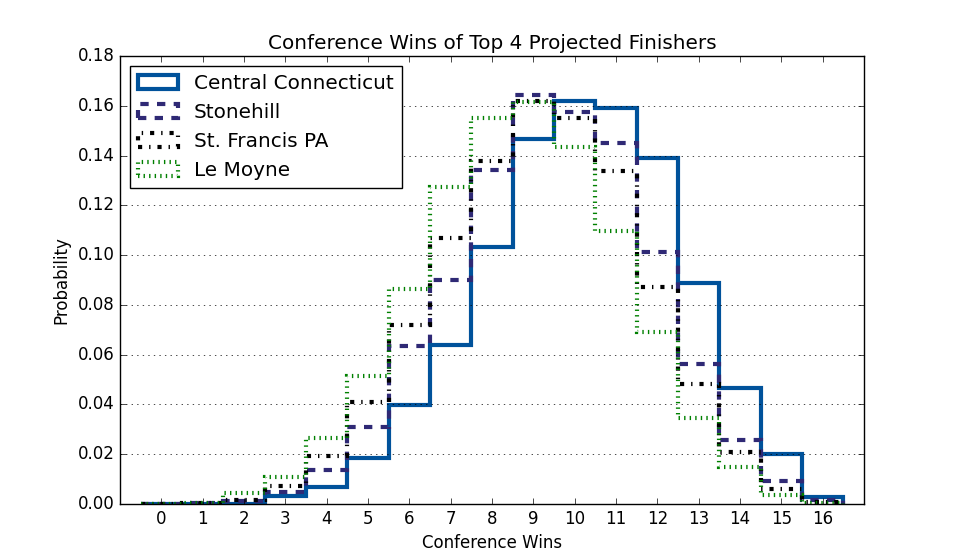 Conference Wins of Top 4 Projected Finishers
Central Connecticut
Stonehill
St. Francis PA
Le Moyne
Probability
0.18
0.16
0.14
0.12
0.10
0.08
0.06
0.04
0.02
0.00
0 1 2 3 4 5 6 7 8 9 10 11 12 13 14 15 16
Conference Wins